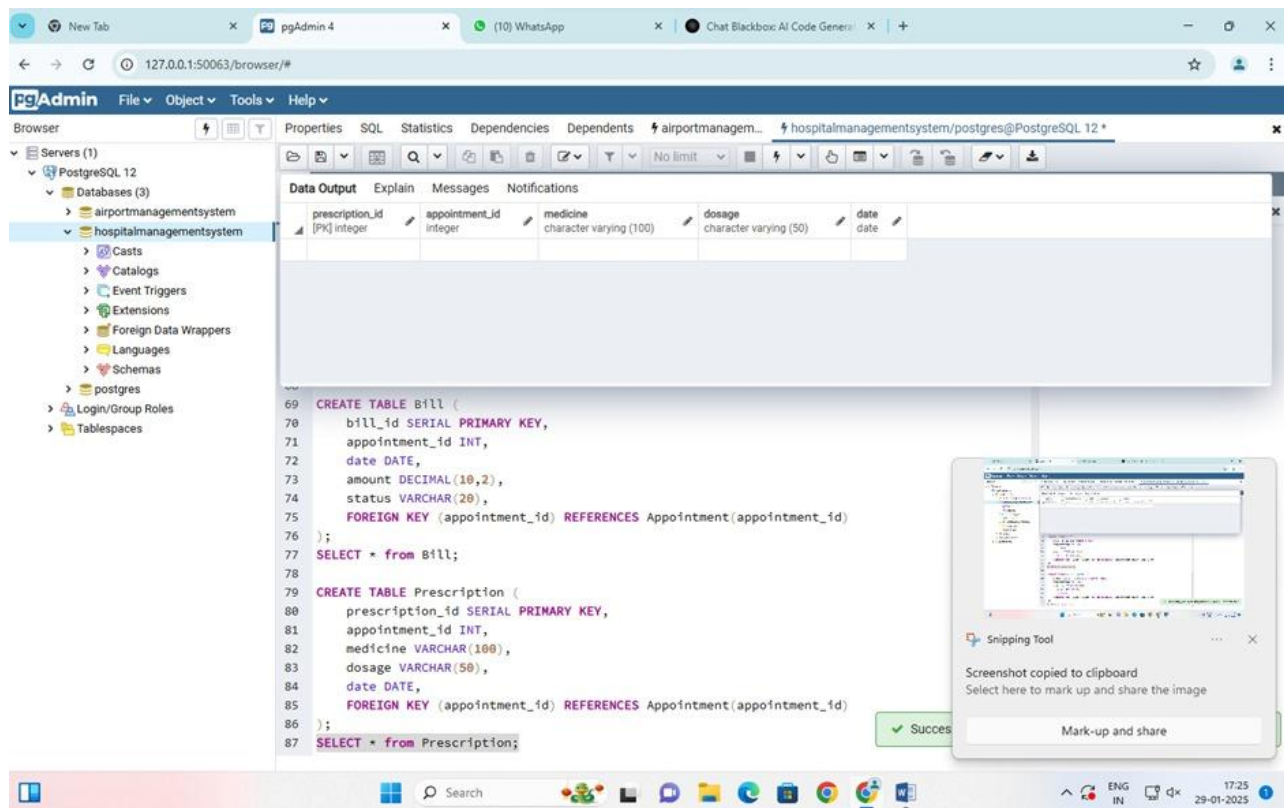 New Tab
pgAdmin 4
(10) WhatsApp
Chat Blackbox: AI Code Genera
127.0.0.1:50063/browser/#
pgAdmin File Object Tools Help
Browser
Properties SQL Statistics Dependencies Dependents airportmanagem... hospitalmanagementsystem/postgres@PostgreSQL 12 *
Servers (1)
PostgreSQL 12
Databases (3)
airportmanagementsystem
hospitalmanagementsystem
Casts
Catalogs
Event Triggers
Extensions
Foreign Data Wrappers
Languages
Schemas
postgres
Login/Group Roles
Tablespaces
No limit
Data Output Explain Messages Notifications
prescription_id
[PK] integer
appointment_id
integer
medicine
character varying (100)
dosage
character varying (50)
date
date
69 CREATE TABLE Bill (
70 bill_id SERIAL PRIMARY KEY,
71 appointment_id INT,
72 date DATE,
73 amount DECIMAL(10,2),
74 status VARCHAR(20),
75 FOREIGN KEY (appointment_id) REFERENCES Appointment(appointment_id)
76 );
77 SELECT * from Bill;
78
79 CREATE TABLE Prescription (
80 prescription_id SERIAL PRIMARY KEY,
81 appointment_id INT,
82 medicine VARCHAR(100),
83 dosage VARCHAR(50),
84 date DATE,
85 FOREIGN KEY (appointment_id) REFERENCES Appointment(appointment_id)
86 );
87 SELECT * from Prescription;
Succes
Snipping Tool
Screenshot copied to clipboard
Select here to mark up and share the image
Mark-up and share
Search
ENG
IN
17:25
29-01-2025